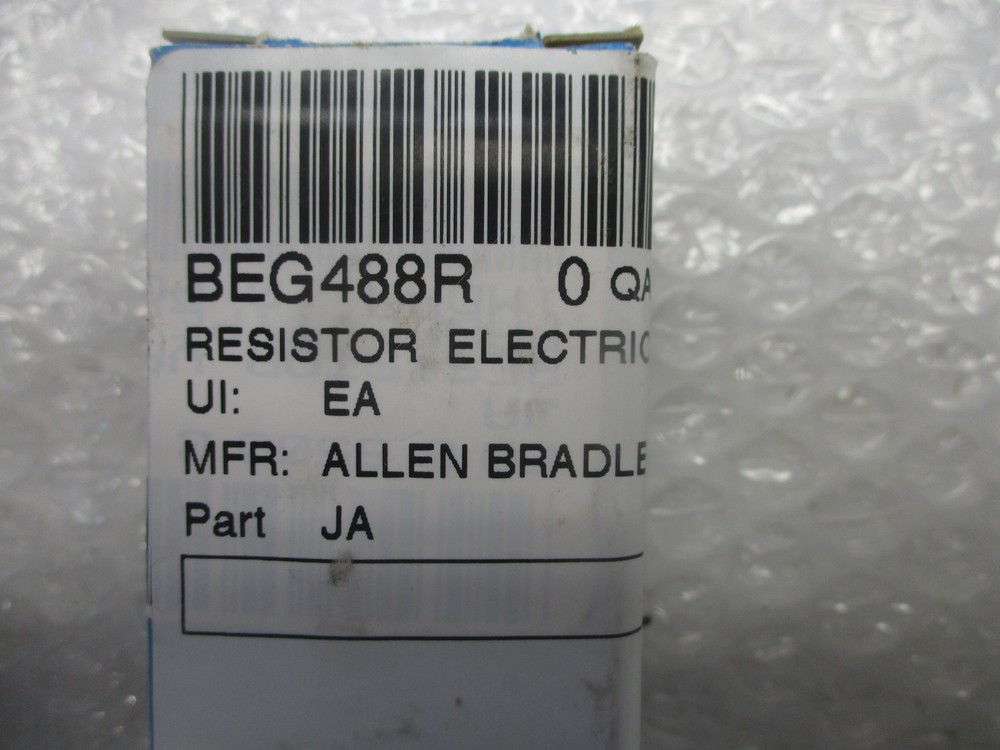 BEG488R 0 QA
RESISTOR ELECTRIC
UI: EA
MFR: ALLEN BRADLE
Part JA